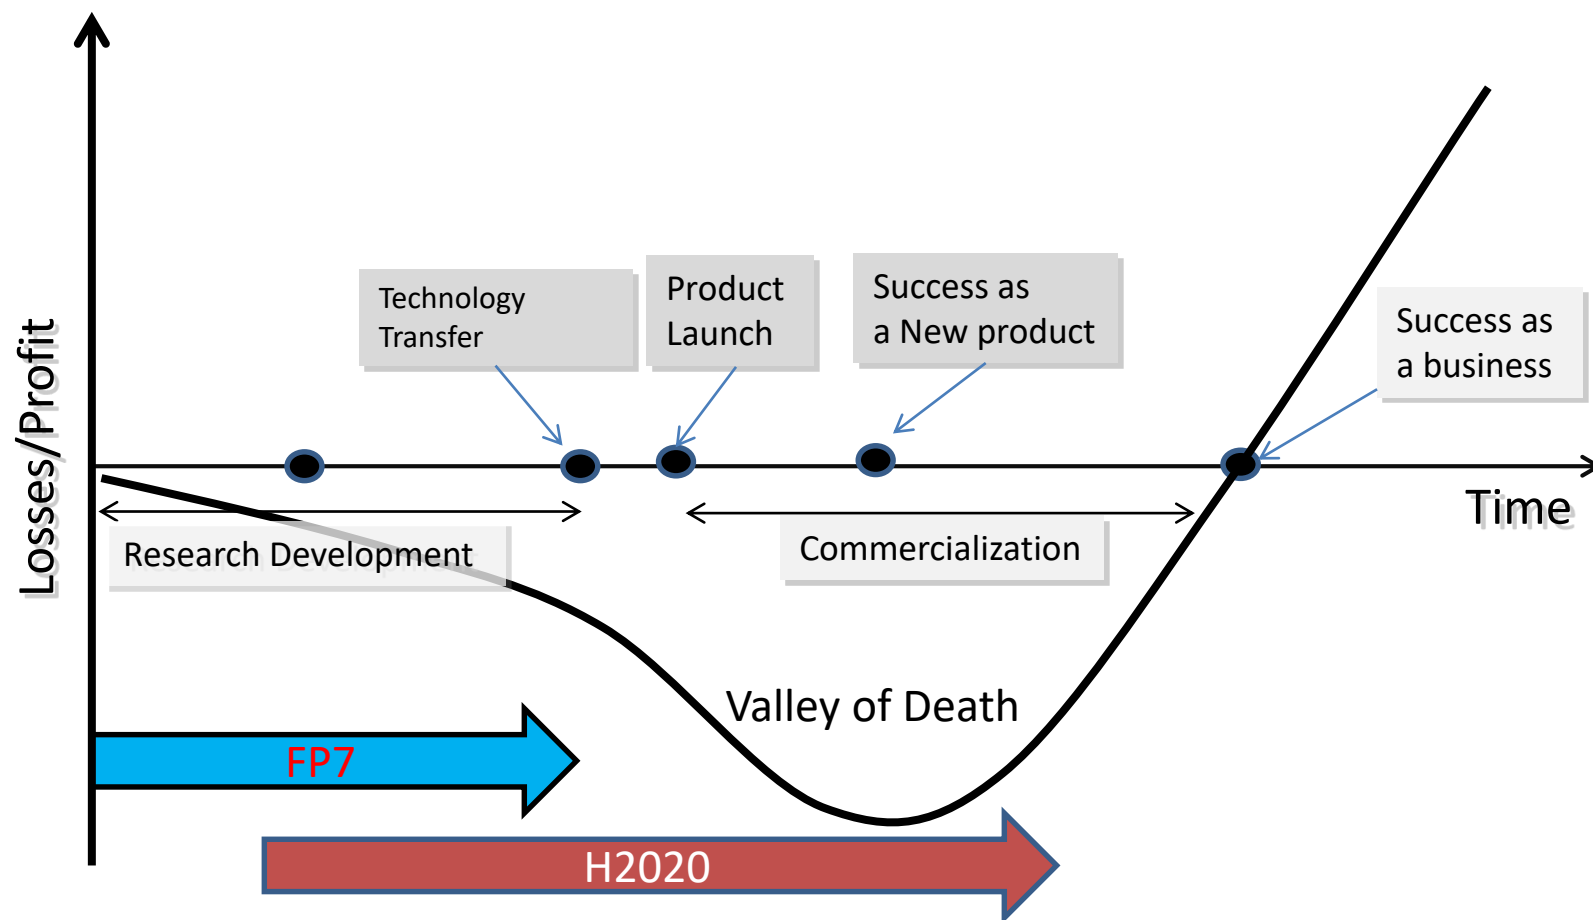 Losses/Profit
Technology
Transfer
Product
Launch
Success as
a New product
Success as
a business
Time
Research Development
Commercialization
Valley of Death
FP7
H2020